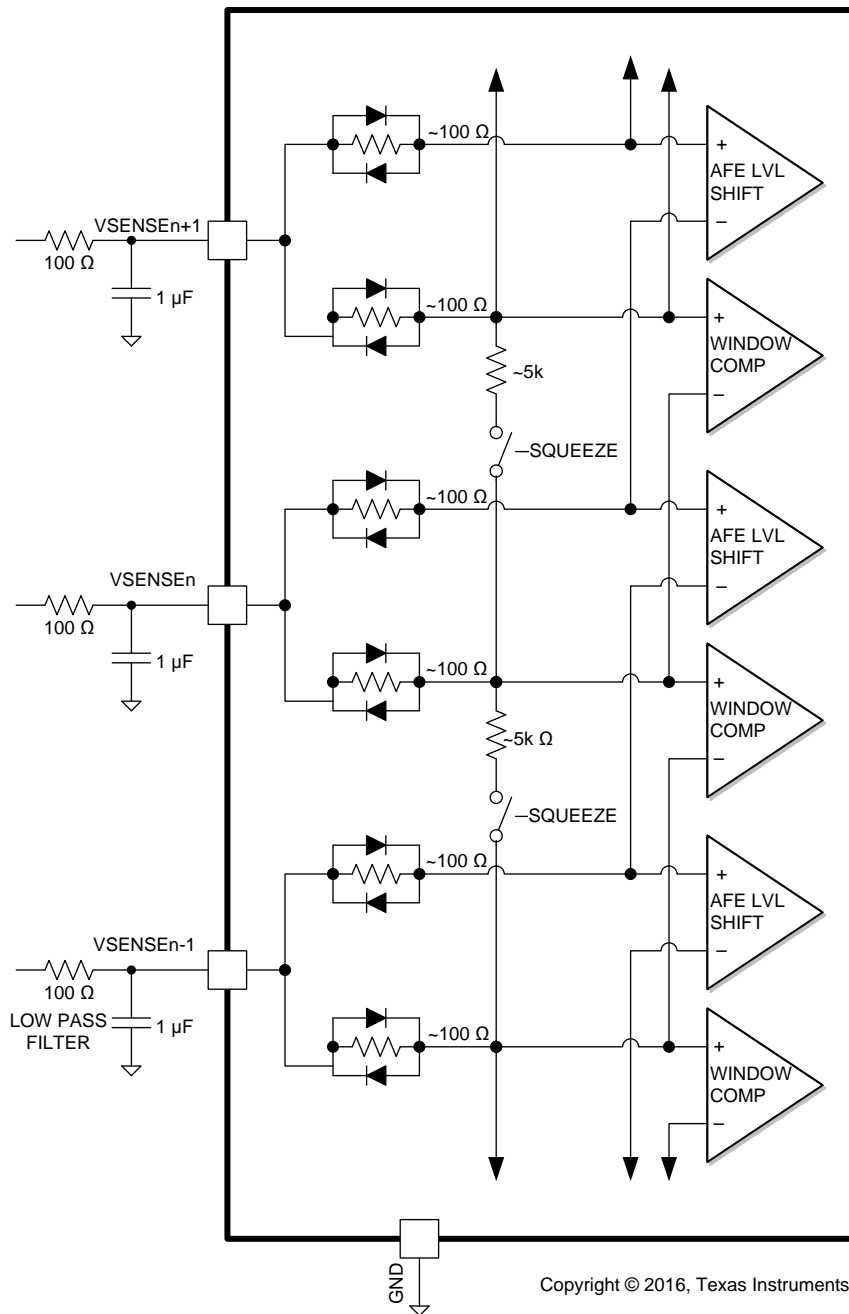 ~100 Ω
+
AFE LVL
SHIFT
–
VSENSEn+1
100 Ω
1 µF
~100 Ω
+
WINDOW
COMP
–
~5k
SQUEEZE
~100 Ω
+
AFE LVL
SHIFT
–
VSENSEn
100 Ω
1 µF
~100 Ω
+
WINDOW
COMP
–
~5k Ω
SQUEEZE
~100 Ω
+
AFE LVL
SHIFT
–
VSENSEn-1
100 Ω
LOW PASS
FILTER
1 µF
~100 Ω
+
WINDOW
COMP
–
GND
Copyright © 2016, Texas Instruments